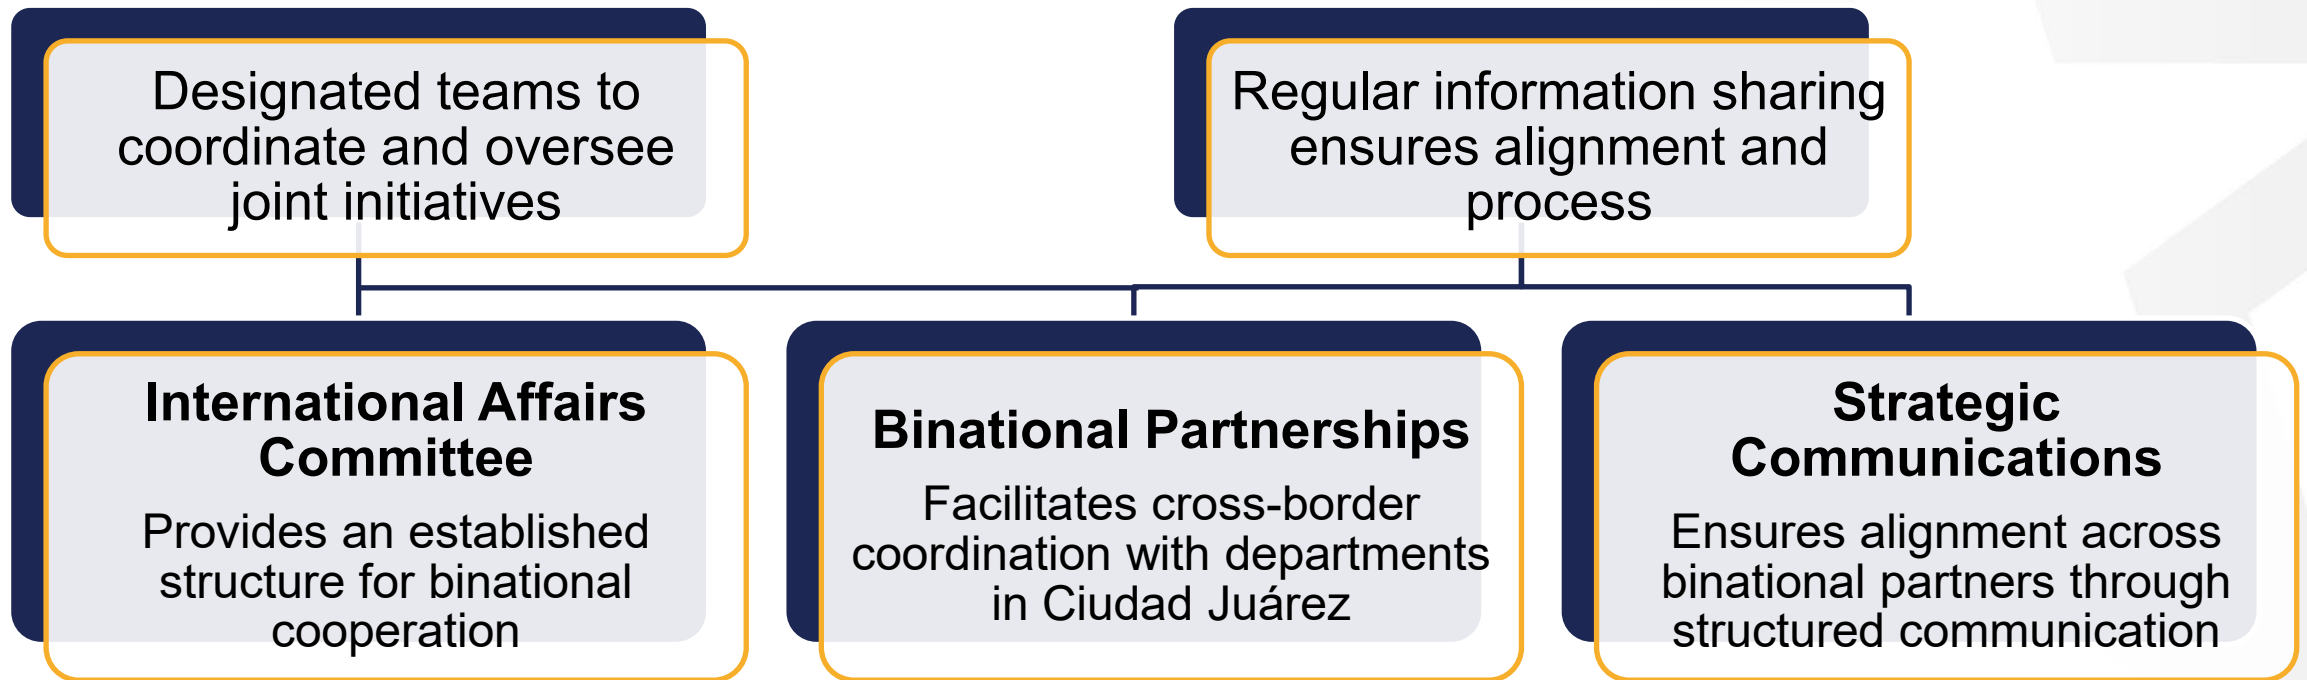 Designated teams to
coordinate and oversee
joint initiatives
Regular information sharing
ensures alignment and
process
International Affairs
Committee
Provides an established
structure for binational
cooperation
Binational Partnerships
Facilitates cross-border
coordination with departments
in Ciudad Juárez
Strategic
Communications
Ensures alignment across
binational partners through
structured communication